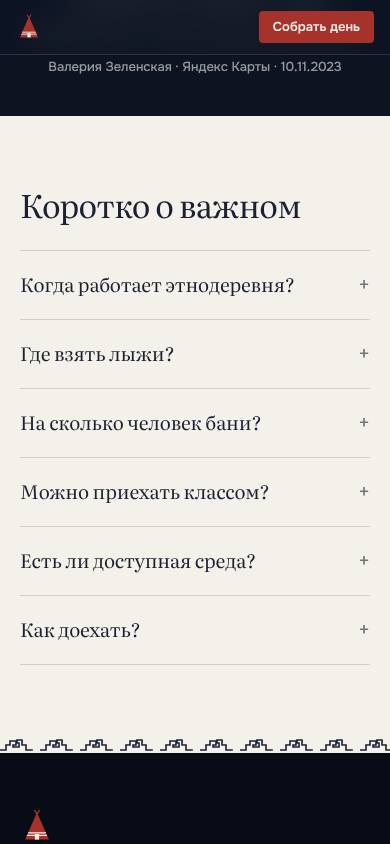 Собрать день
Валерия Зеленская · Яндекс Карты · 10.11.2023
Коротко о важном
Когда работает этнодеревня? +
Где взять лыжи? +
На сколько человек бани? +
Можно приехать классом? +
Есть ли доступная среда? +
Как доехать? +